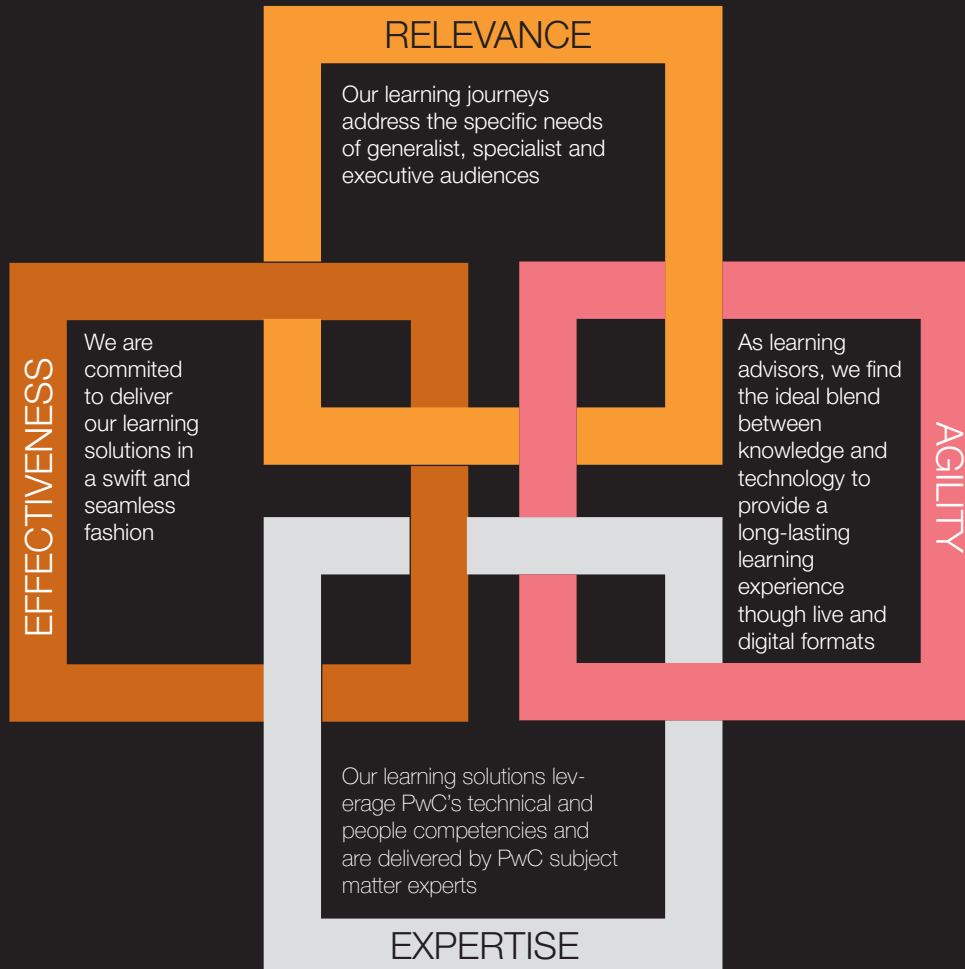 RELEVANCE
Our learning journeys
address the specific needs
of generalist, specialist and
executive audiences
EFFECTIVENESS
We are
commited
to deliver
our learning
solutions in
a swift and
seamless
fashion
As learning
advisors, we find
the ideal blend
between
knowledge and
technology to
provide a
long-lasting
learning
experience
though live and
digital formats
AGILITY
Our learning solutions lev-
erage PwC's technical and
people competencies and
are delivered by PwC subject
matter experts
EXPERTISE